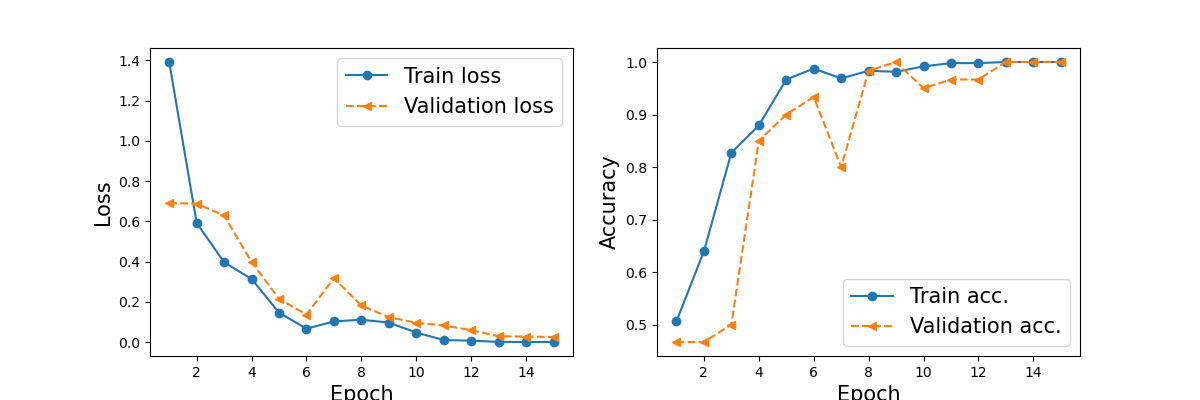 1.4
1.2
1.0
0.8
0.6
0.4
0.2
0.0
Loss
Train loss
Validation loss
2 4 6 8 10 12 14
Epoch
1.0
0.9
0.8
0.7
0.6
0.5
Accuracy
Train acc.
Validation acc.
2 4 6 8 10 12 14
Epoch